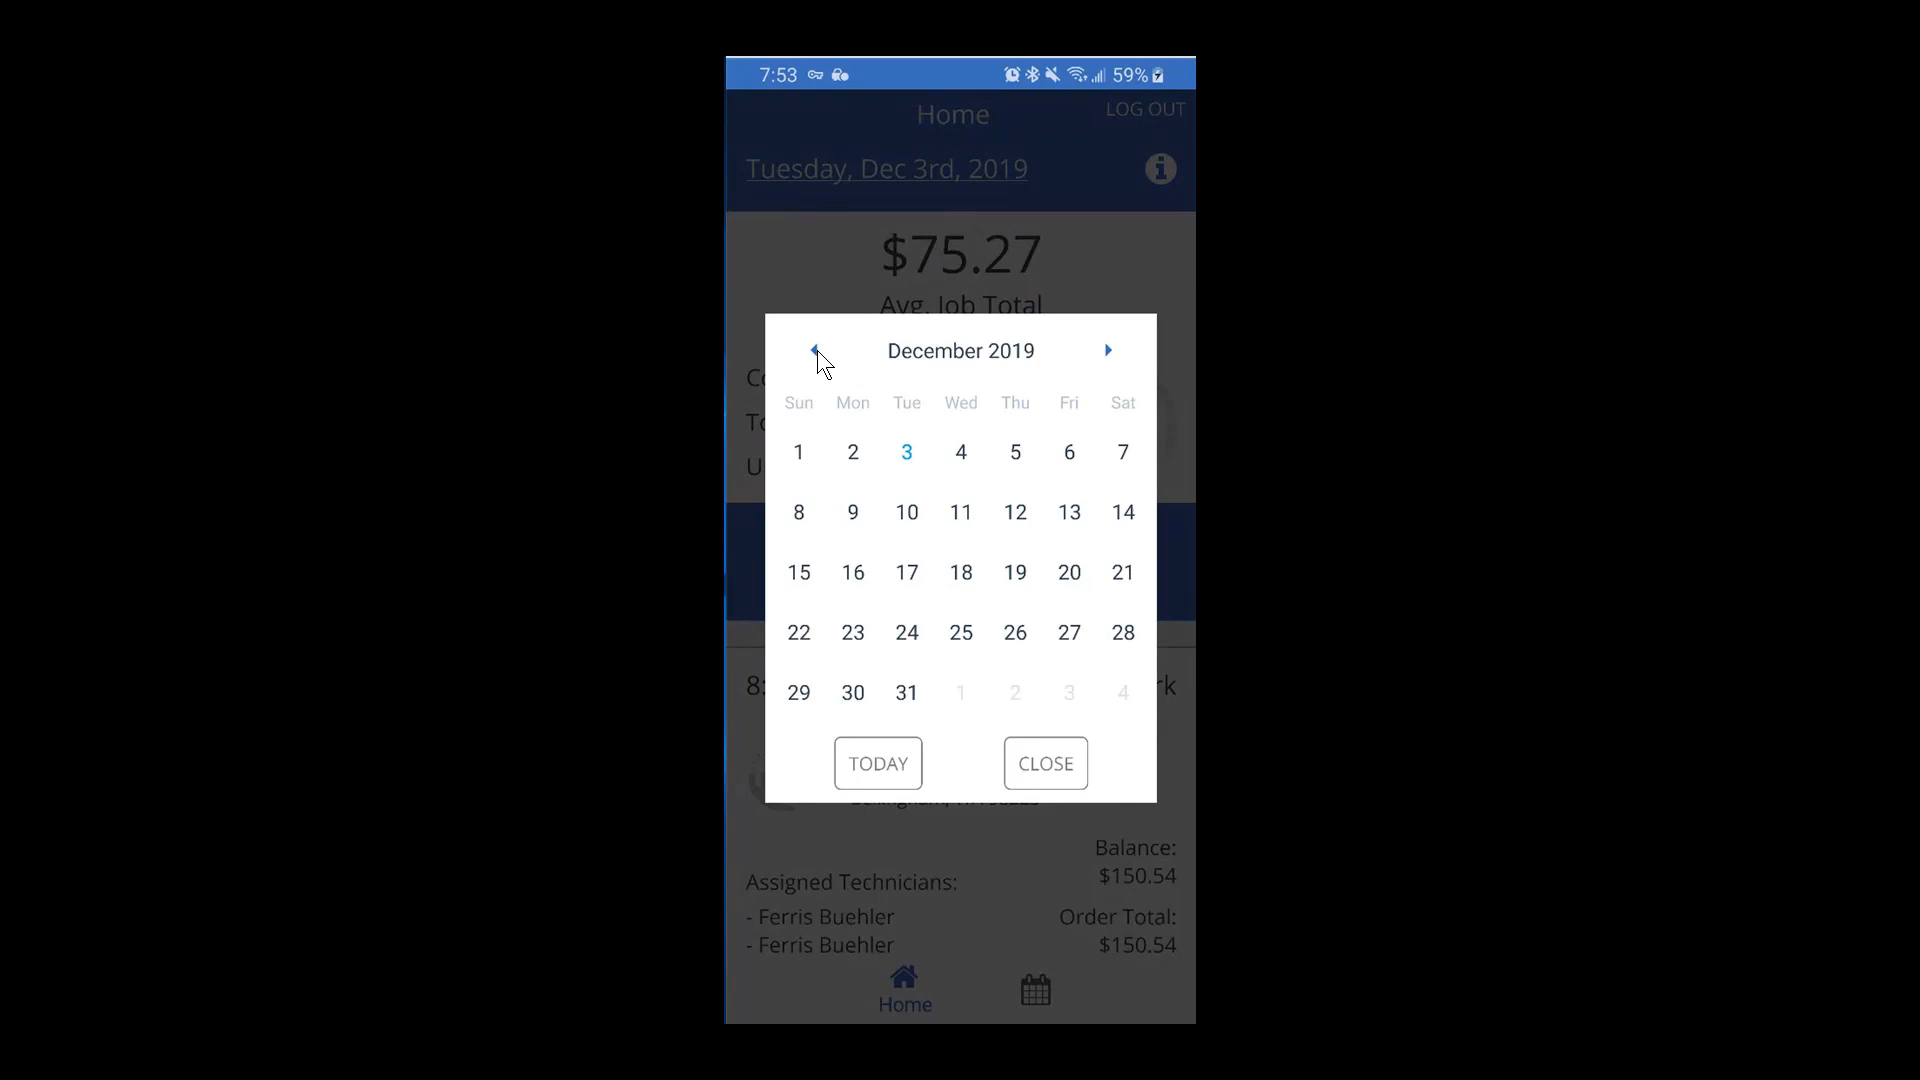 7:53 59%
Home LOG OUT
Tuesday, Dec 3rd, 2019
$75.27
Avg. Job Total
December 2019
Sun Mon Tue Wed Thu Fri Sat
1 2 3 4 5 6 7
8 9 10 11 12 13 14
15 16 17 18 19 20 21
22 23 24 25 26 27 28
29 30 31 1 2 3 4
TODAY CLOSE
Balance:
$150.54
Assigned Technicians:
- Ferris Buehler
Order Total:
- Ferris Buehler
$150.54
Home